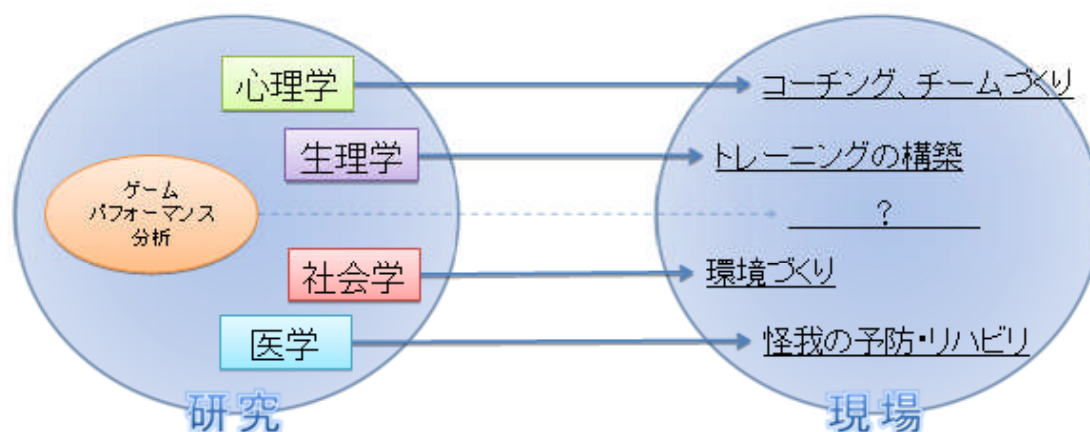 心理学
コーチング、チームづくり
生理学
トレーニングの構築
ゲーム
パフォーマンス
分析
?
社会学
環境づくり
医学
怪我の予防・リハビリ
研究
現場